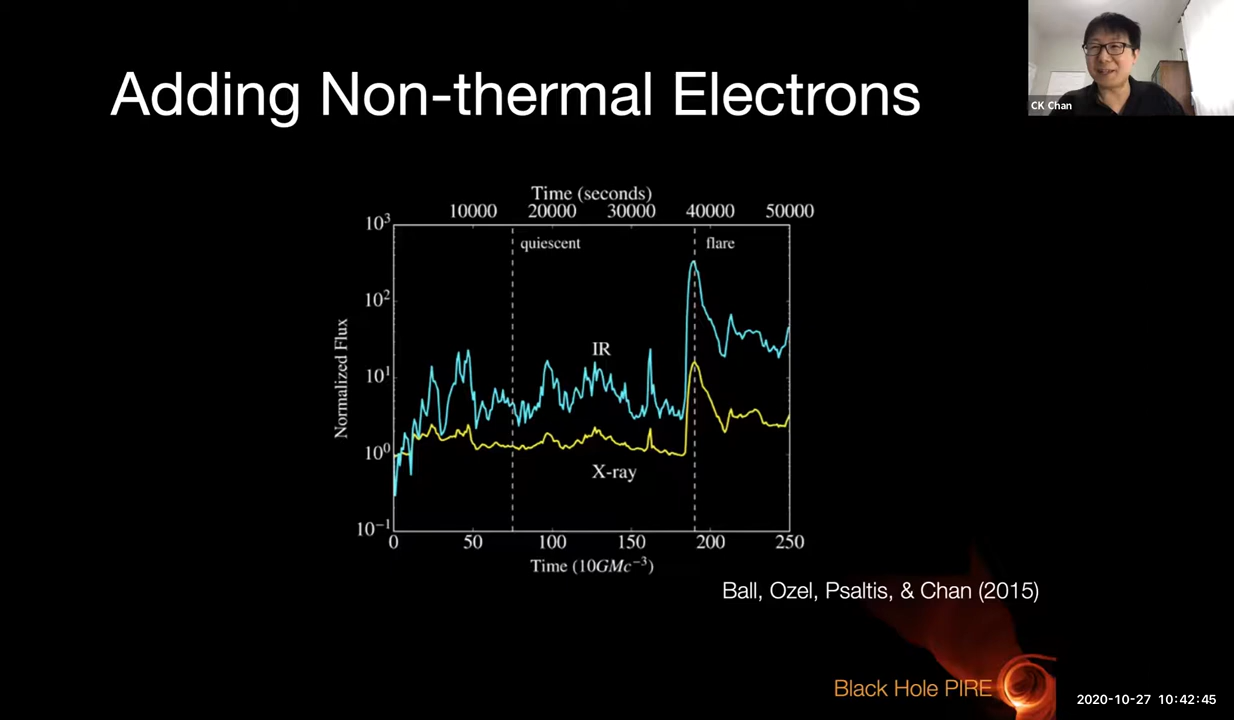 Adding Non-thermal Electrons
CK Chan
Time (seconds)
10000 20000 30000 40000 50000
10³
quiescent
flare
10²
IR
10¹
Normalized Flux
10⁰
X-ray
10⁻¹
0 50 100 150 200 250
Time (10GMc⁻³)
Ball, Ozel, Psaltis, & Chan (2015)
Black Hole PIRE
2020-10-27 10:42:45